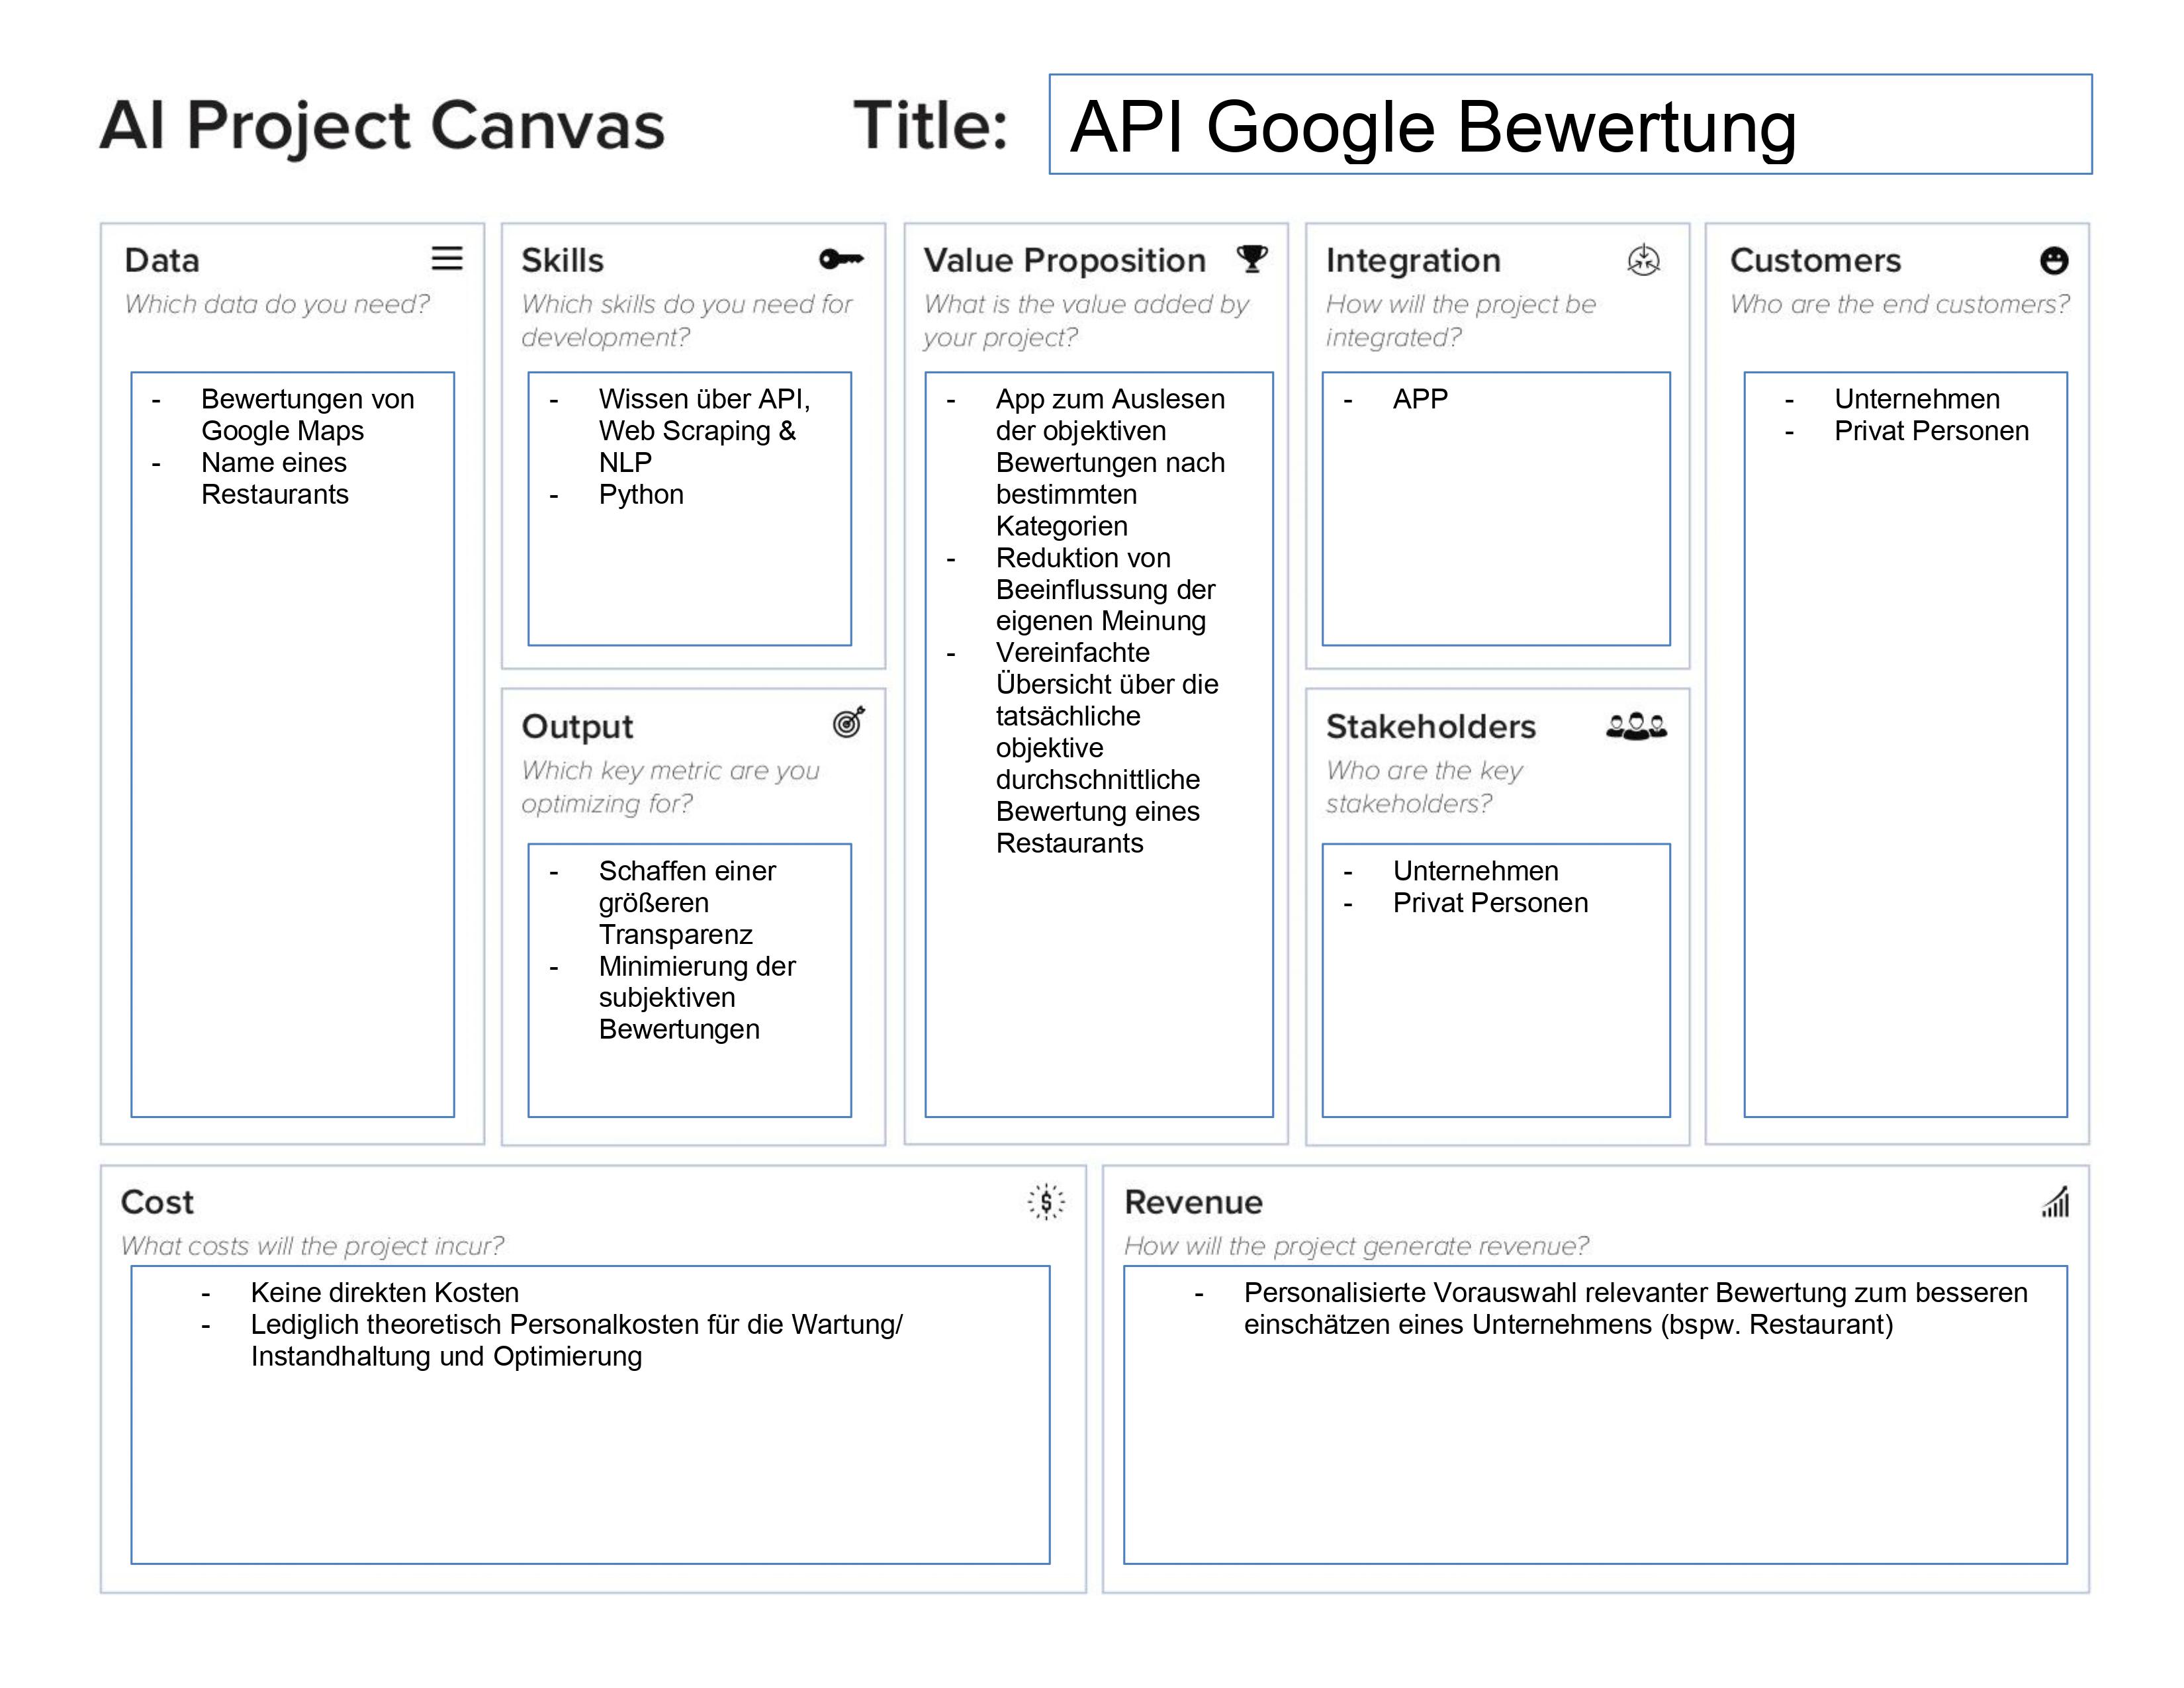 AI Project Canvas
Title:
API Google Bewertung
Data
Which data do you need?
- Bewertungen von
Google Maps
- Name eines
Restaurants
Skills
Which skills do you need for
development?
- Wissen über API,
Web Scraping &
NLP
- Python
Output
Which key metric are you
optimizing for?
- Schaffen einer
größeren
Transparenz
- Minimierung der
subjektiven
Bewertungen
Value Proposition
What is the value added by
your project?
- App zum Auslesen
der objektiven
Bewertungen nach
bestimmten
Kategorien
- Reduktion von
Beeinflussung der
eigenen Meinung
- Vereinfachte
Übersicht über die
tatsächliche
objektive
durchschnittliche
Bewertung eines
Restaurants
Integration
How will the project be
integrated?
- APP
Stakeholders
Who are the key
stakeholders?
- Unternehmen
- Privat Personen
Customers
Who are the end customers?
- Unternehmen
- Privat Personen
Cost
What costs will the project incur?
- Keine direkten Kosten
- Lediglich theoretisch Personalkosten für die Wartung/
Instandhaltung und Optimierung
Revenue
How will the project generate revenue?
- Personalisierte Vorauswahl relevanter Bewertung zum besseren
einschätzen eines Unternehmens (bspw. Restaurant)